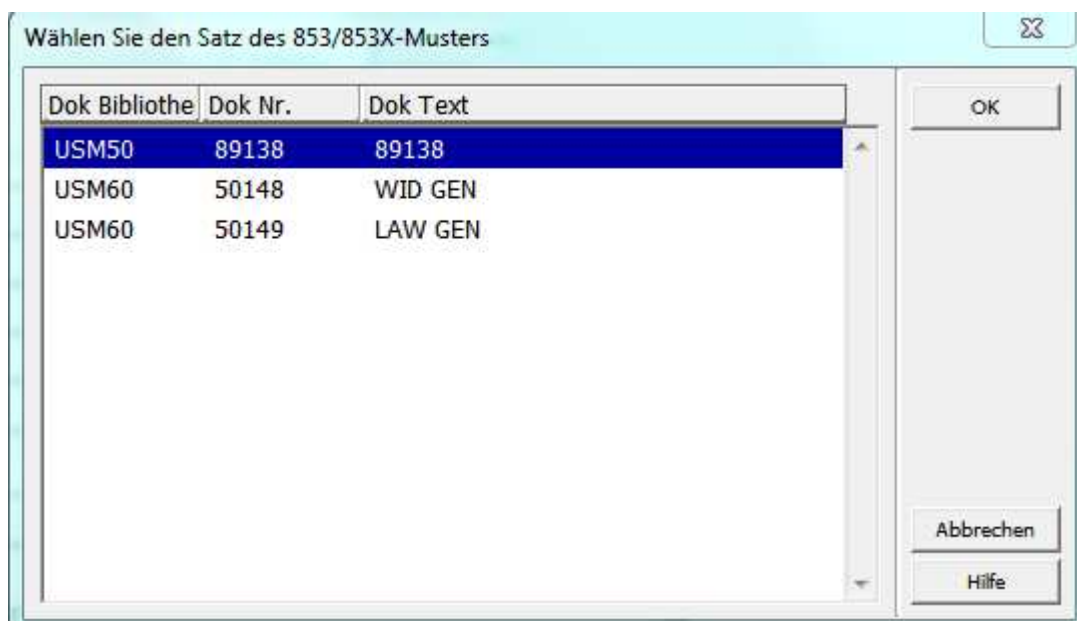 Wählen Sie den Satz des 853/853X-Musters
Dok Bibliothe Dok Nr. Dok Text
USM50 89138 89138
USM60 50148 WID GEN
USM60 50149 LAW GEN
OK
Abbrechen
Hilfe